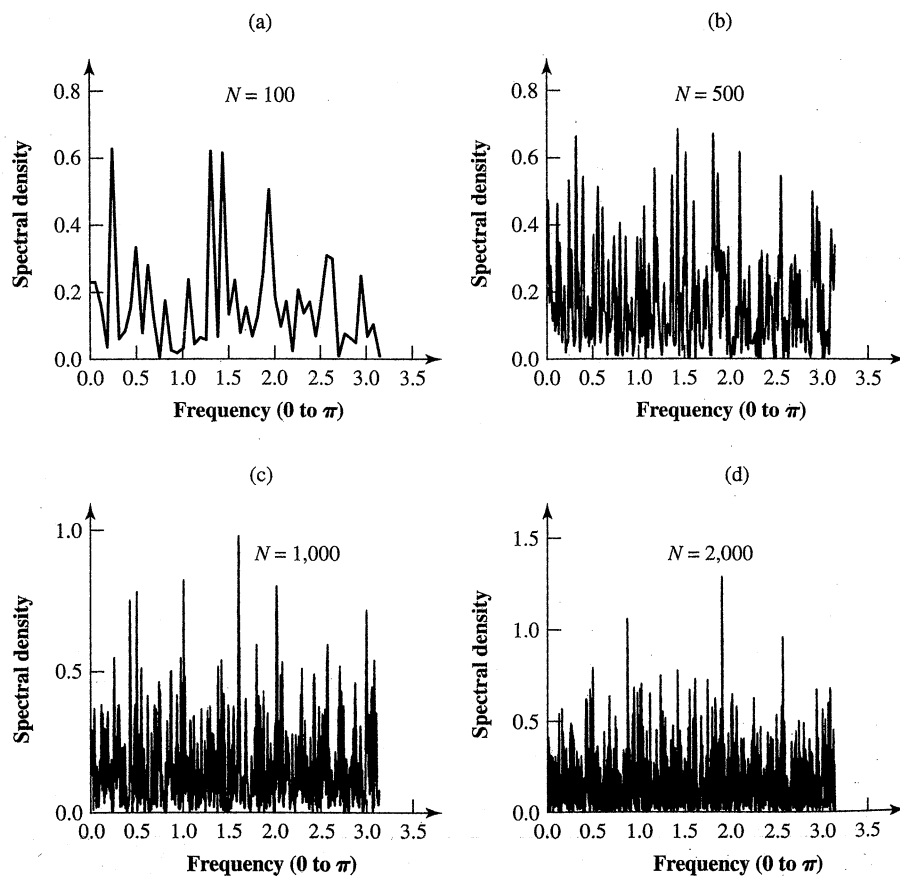 (a)
N = 100
Spectral density
0.8
0.6
0.4
0.2
0.0
0.0 0.5 1.0 1.5 2.0 2.5 3.0 3.5
Frequency (0 to π)
(b)
N = 500
Spectral density
0.8
0.6
0.4
0.2
0.0
0.0 0.5 1.0 1.5 2.0 2.5 3.0 3.5
Frequency (0 to π)
(c)
N = 1,000
Spectral density
1.0
0.5
0.0
0.0 0.5 1.0 1.5 2.0 2.5 3.0 3.5
Frequency (0 to π)
(d)
N = 2,000
Spectral density
1.5
1.0
0.5
0.0
0.0 0.5 1.0 1.5 2.0 2.5 3.0 3.5
Frequency (0 to π)